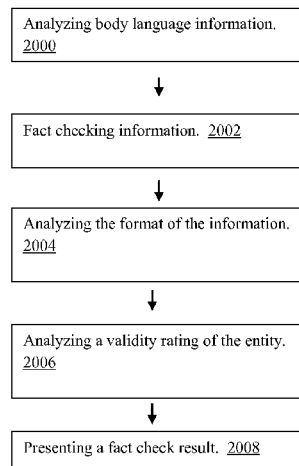 Analyzing body language information.
2000
Fact checking information. 2002
Analyzing the format of the information.
2004
Analyzing a validity rating of the entity.
2006
Presenting a fact check result. 2008